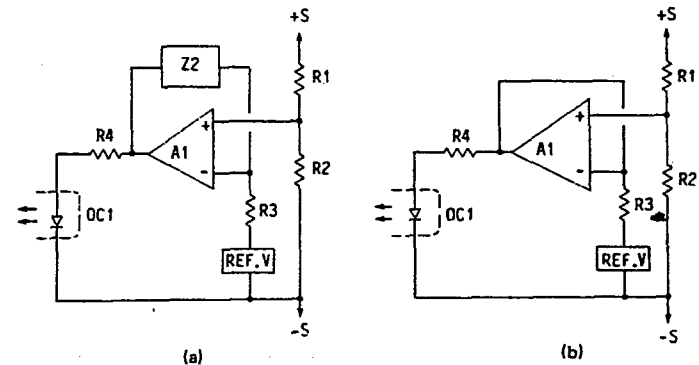 +S
Z2
R1
R4
+
A1
-
R2
OC1
R3
REF.V
-S
(a)
+S
R1
R4
+
A1
-
R2
OC1
R3
REF.V
-S
(b)